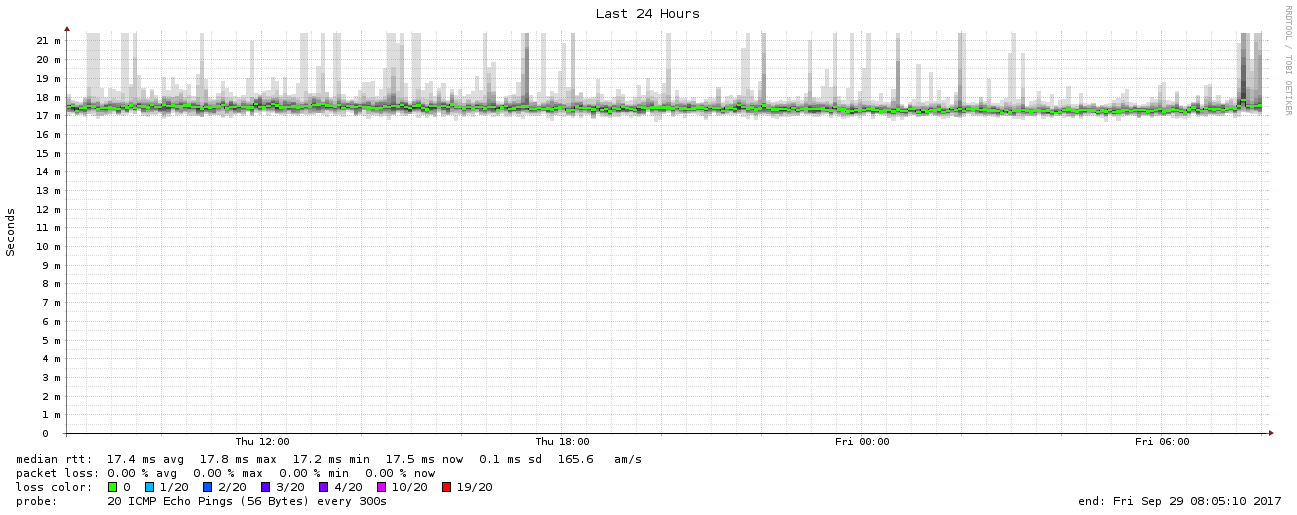 Last 24 Hours
RRDTOOL / TOBI OETIKER
Seconds
21 m
20 m
19 m
18 m
17 m
16 m
15 m
14 m
13 m
12 m
11 m
10 m
9 m
8 m
7 m
6 m
5 m
4 m
3 m
2 m
1 m
0
Thu 12:00 Thu 18:00 Fri 00:00 Fri 06:00
median rtt: 17.4 ms avg 17.8 ms max 17.2 ms min 17.5 ms now 0.1 ms sd 165.6 am/s
packet loss: 0.00 % avg 0.00 % max 0.00 % min 0.00 % now
loss color: 0 1/20 2/20 3/20 4/20 10/20 19/20
probe: 20 ICMP Echo Pings (56 Bytes) every 300s end: Fri Sep 29 08:05:10 2017